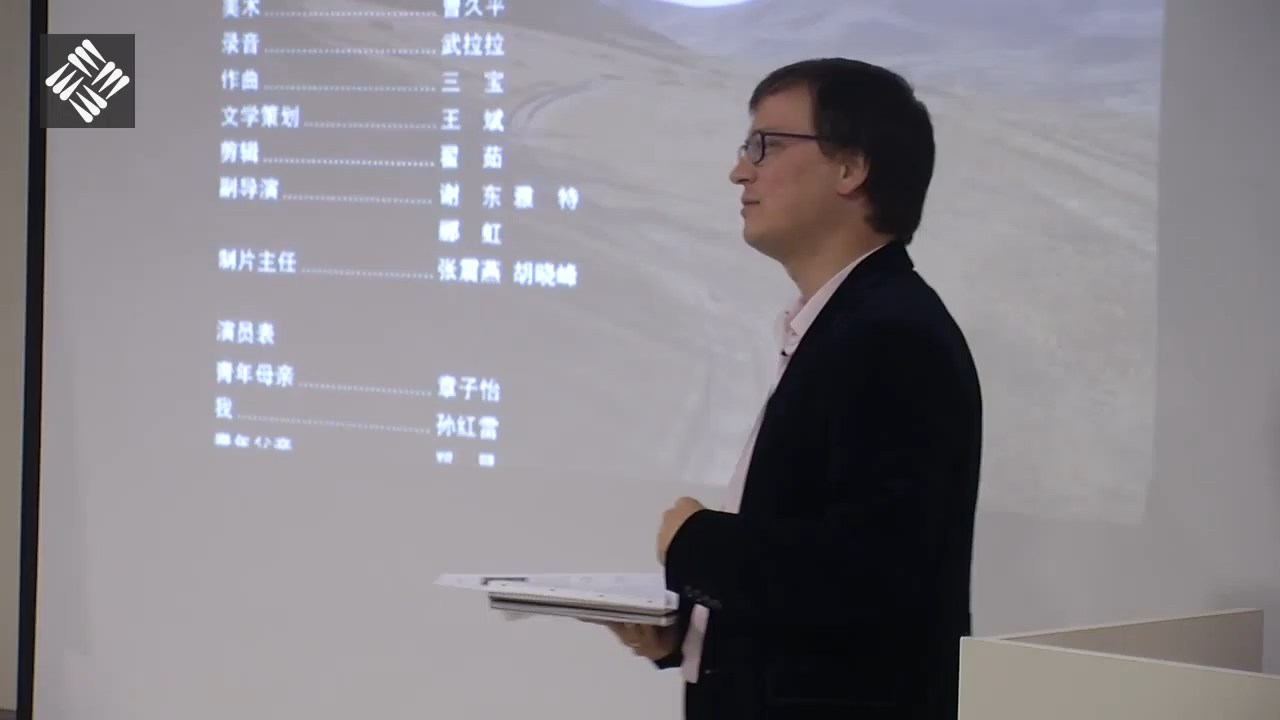 美术 曹久平
录音 武拉拉
作曲 三 宝
文学策划 王 斌
剪辑 翟 茹
副导演 谢 东 雅 特
郦 虹
制片主任 张震燕 胡晓峰
演员表
青年母亲 章子怡
我 孙红雷